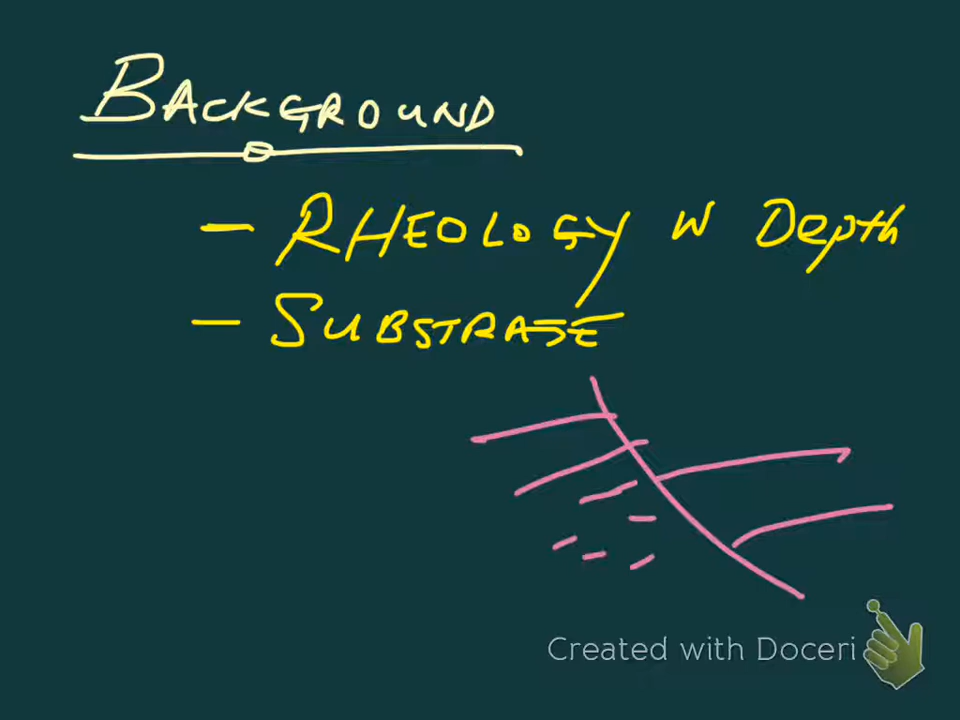 BACKGROUND
- RHEOLOGY W Depth
- SUBSTRATE
Created with Doceri